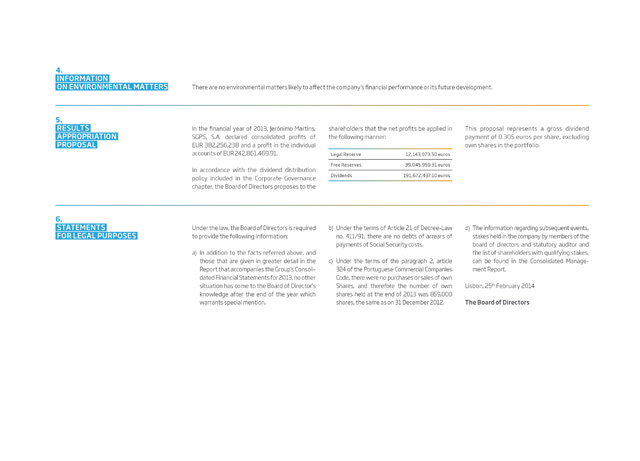 4.
INFORMATION
ON ENVIRONMENTAL MATTERS
There are no environmental matters likely to affect the company's financial performance or its future development.
5.
RESULTS
APPROPRIATION
PROPOSAL
In the financial year of 2013, Jerónimo Martins,
SGPS, S.A. declared consolidated profits of
EUR 382,256,238 and a profit in the individual
accounts of EUR 242,861,469.91.
In accordance with the dividend distribution
policy included in the Corporate Governance
chapter, the Board of Directors proposes to the
shareholders that the net profits be applied in
the following manner:
Legal Reserve 12,143,073.50 euros
Free Reserves 39,045,959.31 euros
Dividends 191,672,437.10 euros
This proposal represents a gross dividend
payment of 0.305 euros per share, excluding
own shares in the portfolio.
6.
STATEMENTS
FOR LEGAL PURPOSES
Under the law, the Board of Directors is required
to provide the following information:
a) In addition to the facts referred above, and
those that are given in greater detail in the
Report that accompanies the Group's Consoli-
dated Financial Statements for 2013, no other
situation has come to the Board of Director's
knowledge after the end of the year which
warrants special mention.
b) Under the terms of Article 21 of Decree-Law
no. 411/91, there are no debts of arrears of
payments of Social Security costs.
c) Under the terms of the paragraph 2, article
324 of the Portuguese Commercial Companies
Code, there were no purchases or sales of own
Shares, and therefore the number of own
shares held at the end of 2013 was 859,000
shares, the same as on 31 December 2012.
d) The information regarding subsequent events,
stakes held in the company by members of the
board of directors and statutory auditor and
the list of shareholders with qualifying stakes,
can be found in the Consolidated Manage-
ment Report.
Lisbon, 25th February 2014
The Board of Directors